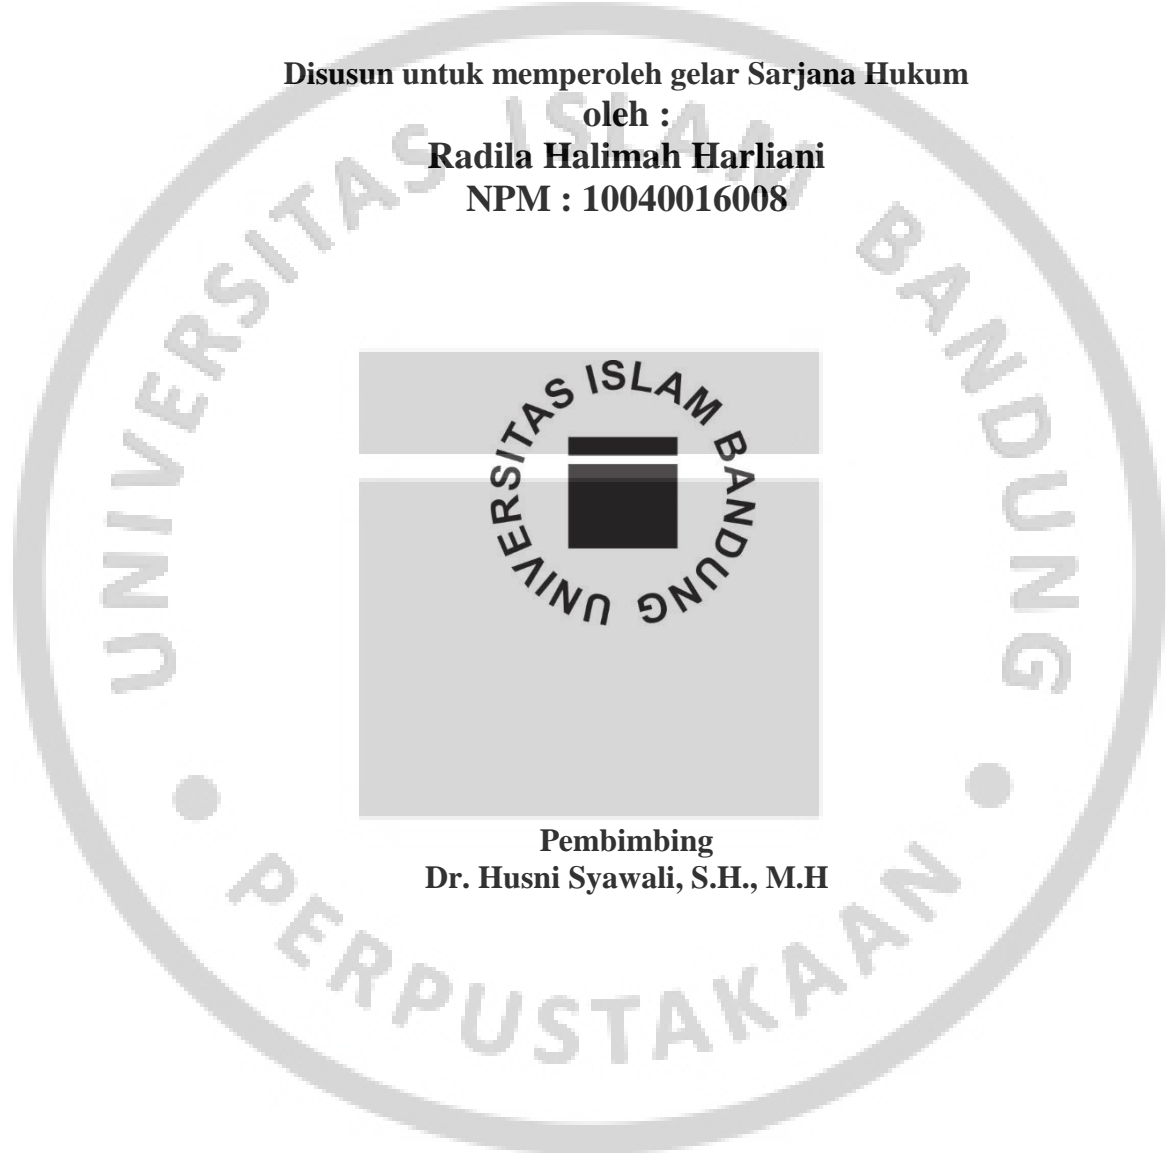 Disusun untuk memperoleh gelar Sarjana Hukum
oleh :
Radila Halimah Harliani
NPM : 10040016008
UNIVERSITAS ISLAM BANDUNG
UNIVERSITAS ISLAM BANDUNG
Pembimbing
Dr. Husni Syawali, S.H., M.H
PERPUSTAKAAN